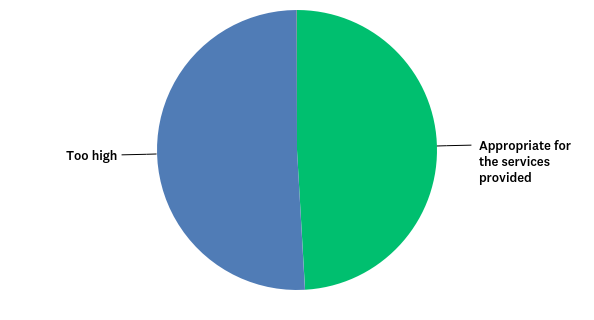 Too high
Appropriate for
the services
provided